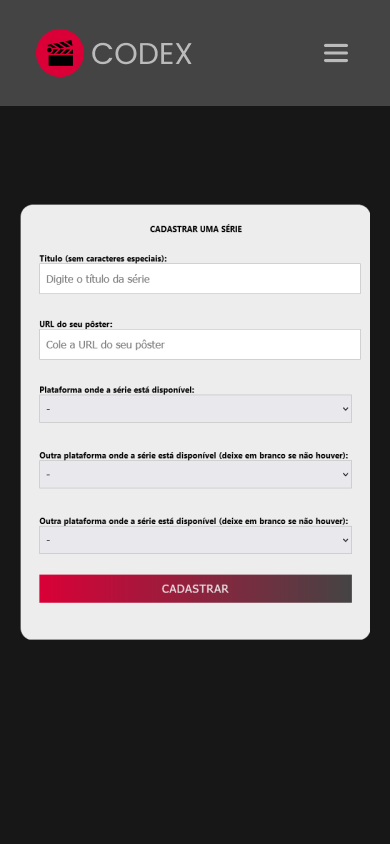 CODEX
CADASTRAR UMA SÉRIE
Titulo (sem caracteres especiais):
Digite o título da série
URL do seu pôster:
Cole a URL do seu pôster
Plataforma onde a série está disponível:
-
Outra plataforma onde a série está disponível (deixe em branco se não houver):
-
Outra plataforma onde a série está disponível (deixe em branco se não houver):
-
CADASTRAR